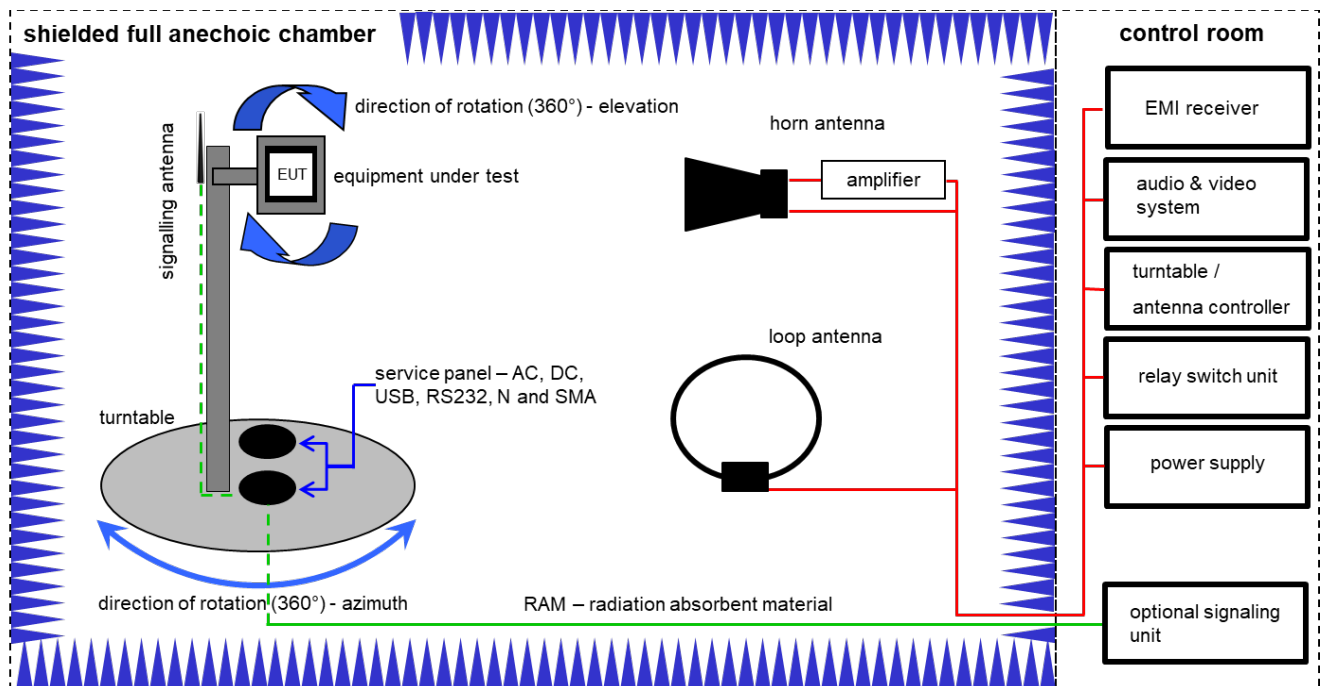 shielded full anechoic chamber
control room
direction of rotation (360°) - elevation
signalling antenna
EUT
equipment under test
horn antenna
amplifier
loop antenna
service panel – AC, DC,
USB, RS232, N and SMA
turntable
direction of rotation (360°) - azimuth
RAM – radiation absorbent material
EMI receiver
audio & video
system
turntable /
antenna controller
relay switch unit
power supply
optional signaling
unit